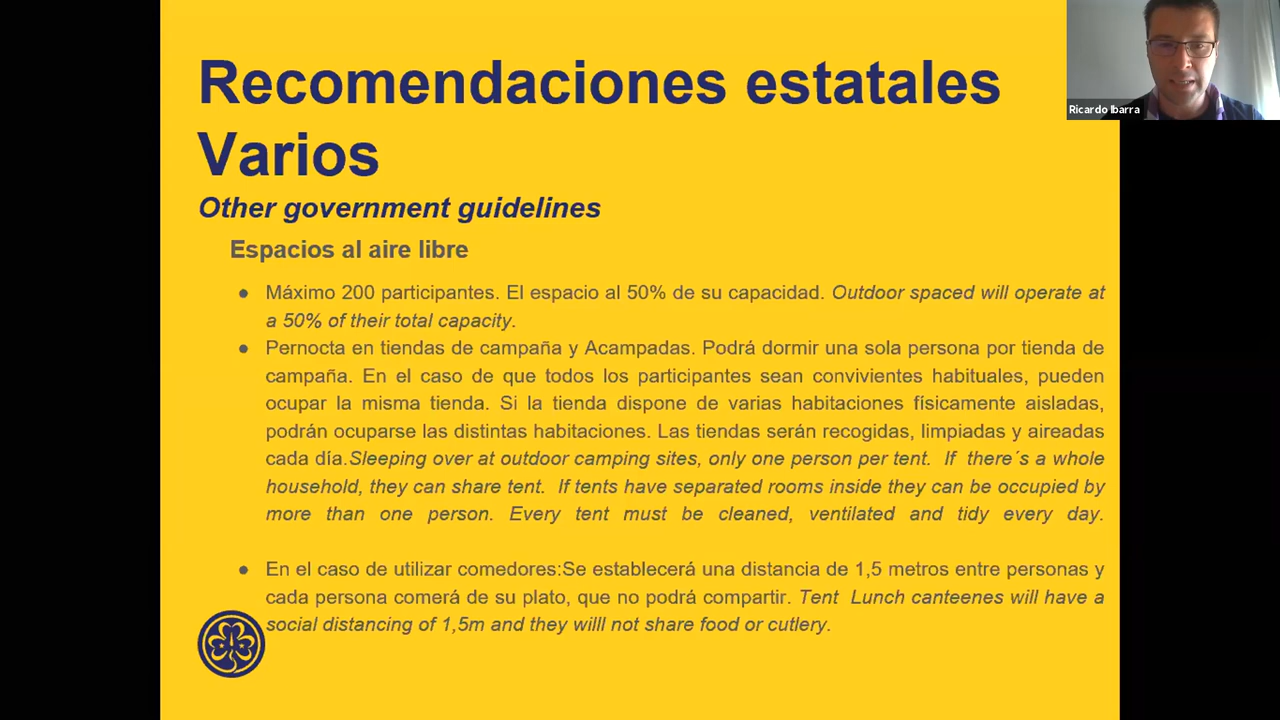 Recomendaciones estatales
Varios
Other government guidelines
Espacios al aire libre
● Máximo 200 participantes. El espacio al 50% de su capacidad. Outdoor spaced will operate at
a 50% of their total capacity.
● Pernocta en tiendas de campaña y Acampadas. Podrá dormir una sola persona por tienda de
campaña. En el caso de que todos los participantes sean convivientes habituales, pueden
ocupar la misma tienda. Si la tienda dispone de varias habitaciones físicamente aisladas,
podrán ocuparse las distintas habitaciones. Las tiendas serán recogidas, limpiadas y aireadas
cada día.Sleeping over at outdoor camping sites, only one person per tent. If there´s a whole
household, they can share tent. If tents have separated rooms inside they can be occupied by
more than one person. Every tent must be cleaned, ventilated and tidy every day.
● En el caso de utilizar comedores:Se establecerá una distancia de 1,5 metros entre personas y
cada persona comerá de su plato, que no podrá compartir. Tent Lunch canteenes will have a
social distancing of 1,5m and they willl not share food or cutlery.
Ricardo Ibarra